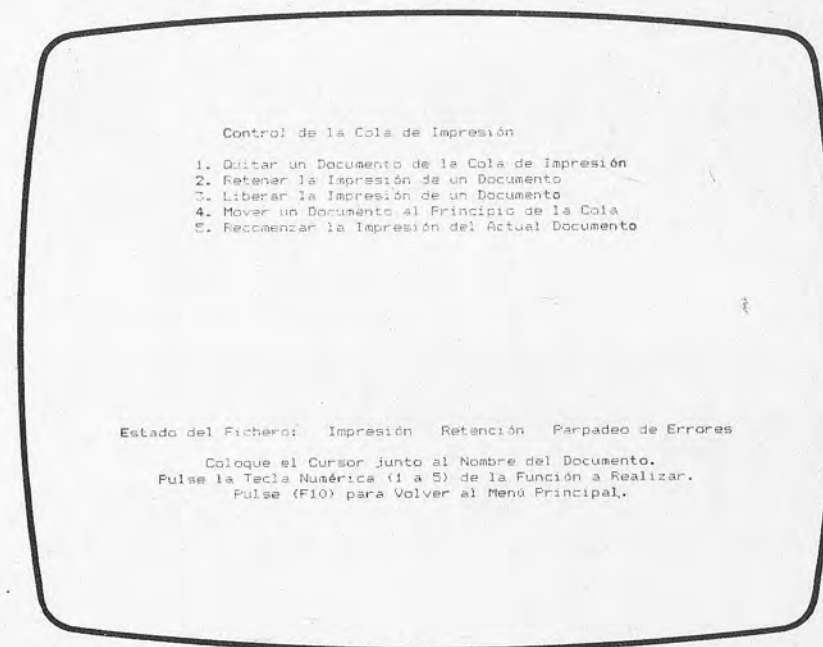 Control de la Cola de Impresión
1. Quitar un Documento de la Cola de Impresión
2. Retener la Impresión de un Documento
3. Liberar la Impresión de un Documento
4. Mover un Documento al Principio de la Cola
5. Recomenzar la Impresión del Actual Documento
Estado del Fichero: Impresión Retención Parpadeo de Errores
Coloque el Cursor junto al Nombre del Documento.
Pulse la Tecla Numérica (1 a 5) de la Función a Realizar.
Pulse (F10) para Volver al Menú Principal.